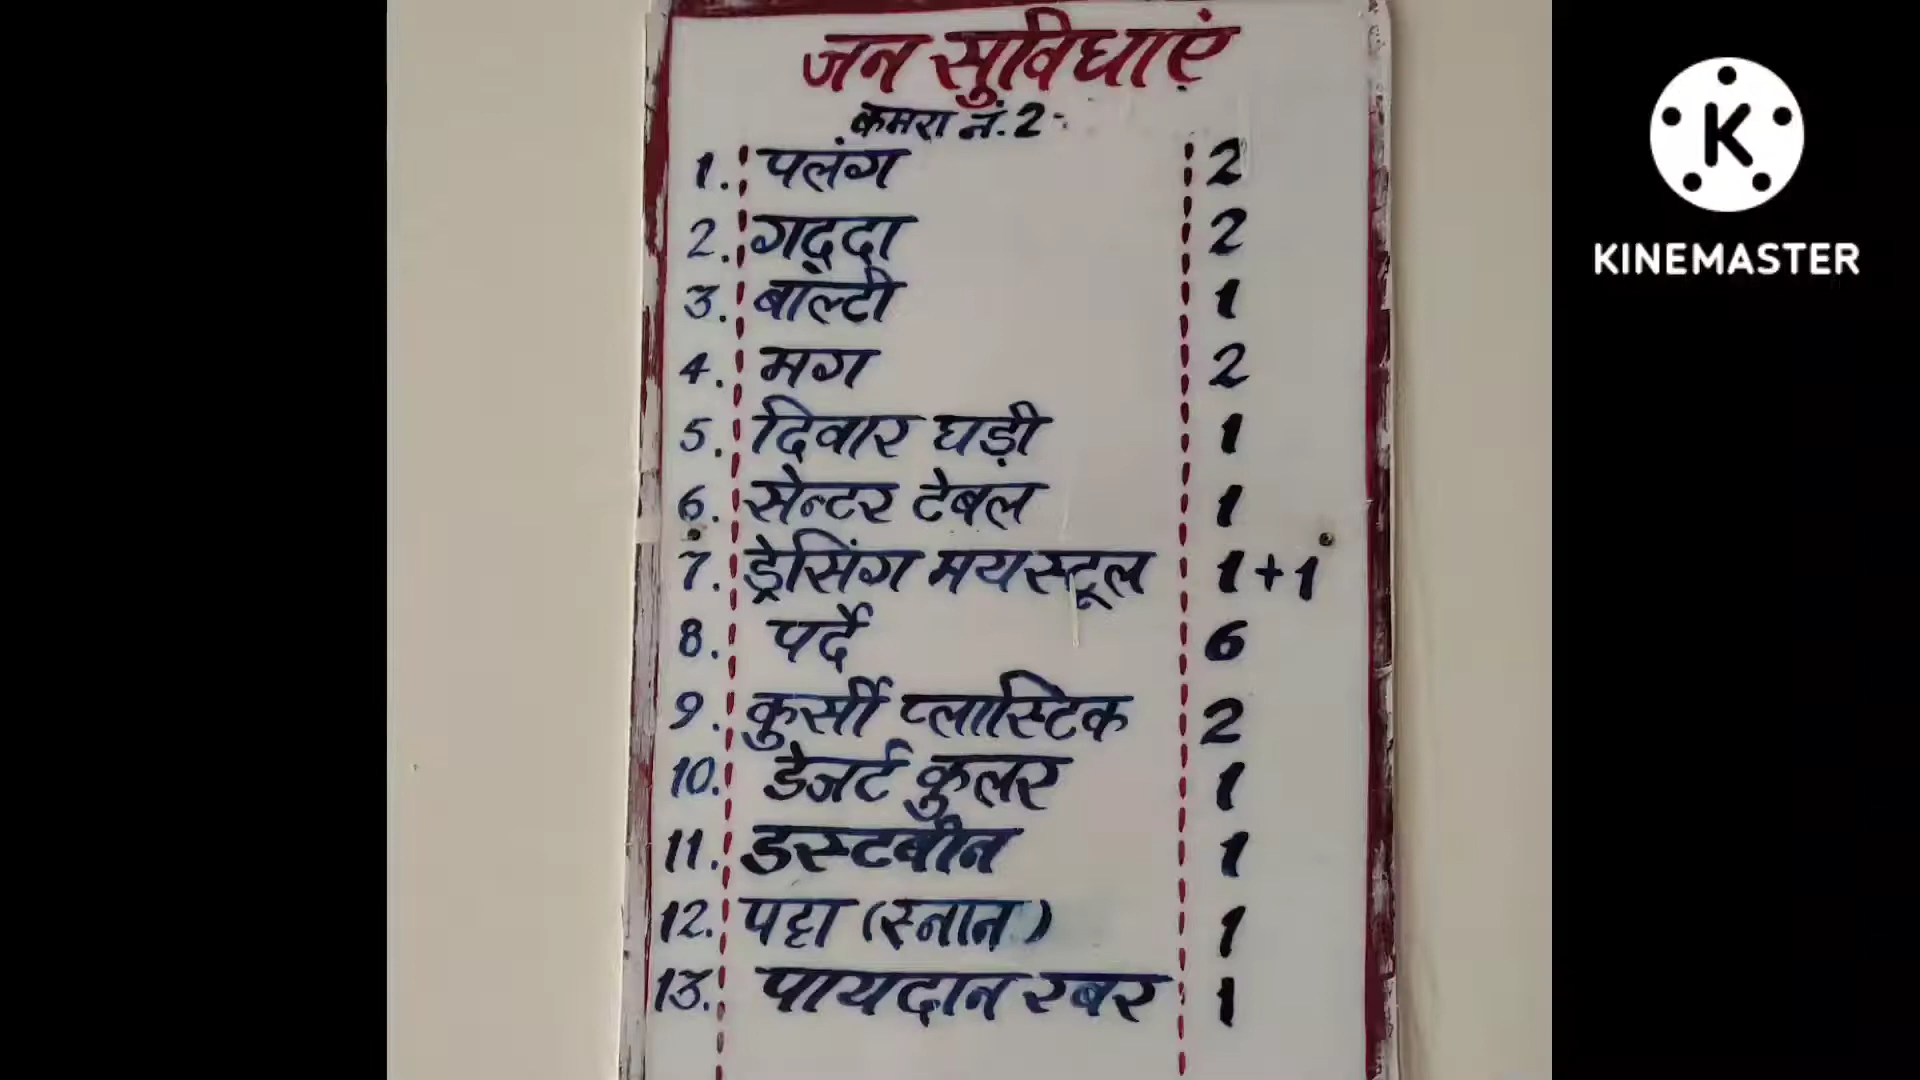 जन सुविधाएं
कमरा नं. 2-
1. पलंग 2
2. गद्दा 2
3. बाल्टी 1
4. मग 2
5. दिवार घड़ी 1
6. सेन्टर टेबल 1
7. ड्रेसिंग मयस्टूल 1+1
8. पर्दे 6
9. कुर्सी प्लास्टिक 2
10. डेजर्ट कुलर 1
11. डस्टबीन 1
12. पट्टा (स्नान) 1
13. पायदान रबर 1
K
KINEMASTER